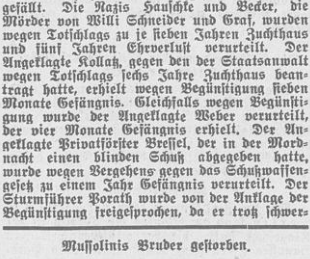 gefällt. Die Nazis Hauschke und Becker, die
Mörder von Willi Schneider und Graf, wurden
wegen Totschlags zu je sieben Jahren Zuchthaus
und fünf Jahren Ehrverlust verurteilt. Der
Angeklagte Kollatz, gegen den der Staatsanwalt
wegen Totschlags sechs Jahre Zuchthaus bean-
tragt hatte, erhielt wegen Begünstigung sieben
Monate Gefängnis. Gleichfalls wegen Begünsti-
gung wurde der Angeklagte Weber verurteilt,
der vier Monate Gefängnis erhielt. Der An-
geklagte Privatförster Bressel, der in der Mord-
nacht einen blinden Schuß abgegeben hatte,
wurde wegen Vergehens gegen das Schußwaffen-
gesetz zu einem Jahr Gefängnis verurteilt. Der
Sturmführer Porath wurde von der Anklage der
Begünstigung freigesprochen, da er trotz schwer-
Mussolinis Bruder gestorben.